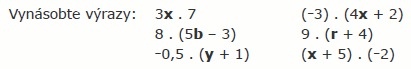 Vynásobte výrazy: 3x . 7 (-3) . (4x + 2)
8 . (5b – 3) 9 . (r + 4)
-0,5 . (y + 1) (x + 5) . (-2)